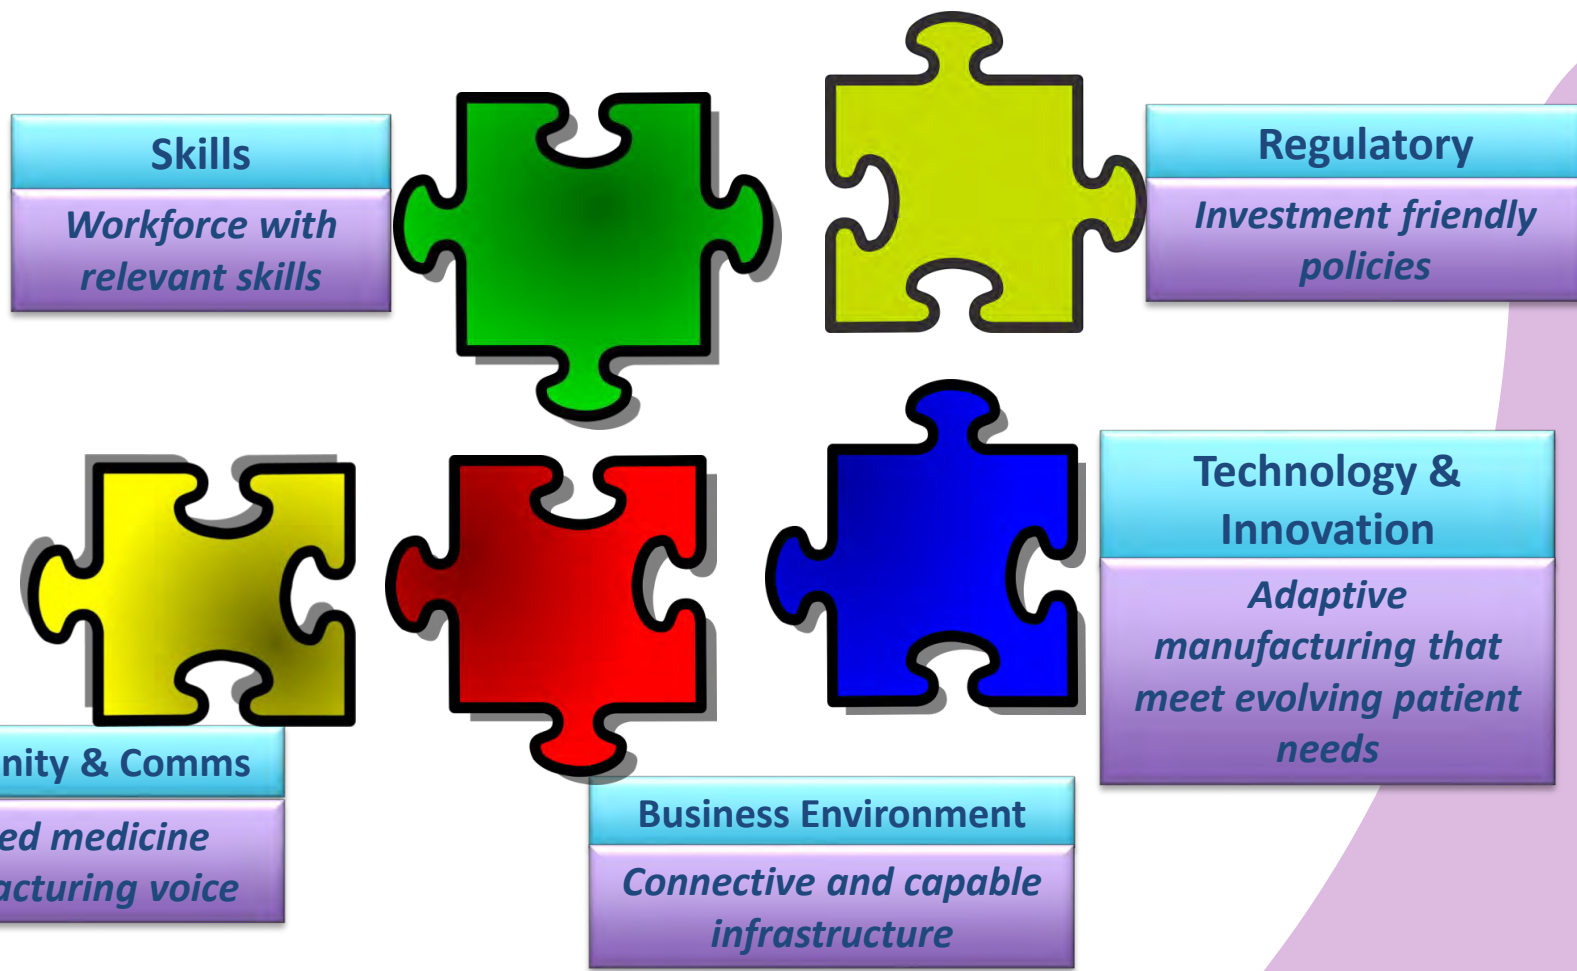 Skills
Workforce with
relevant skills
Regulatory
Investment friendly
policies
Technology &
Innovation
Adaptive
manufacturing that
meet evolving patient
needs
& Comms
medicine
voice
Business Environment
Connective and capable
infrastructure